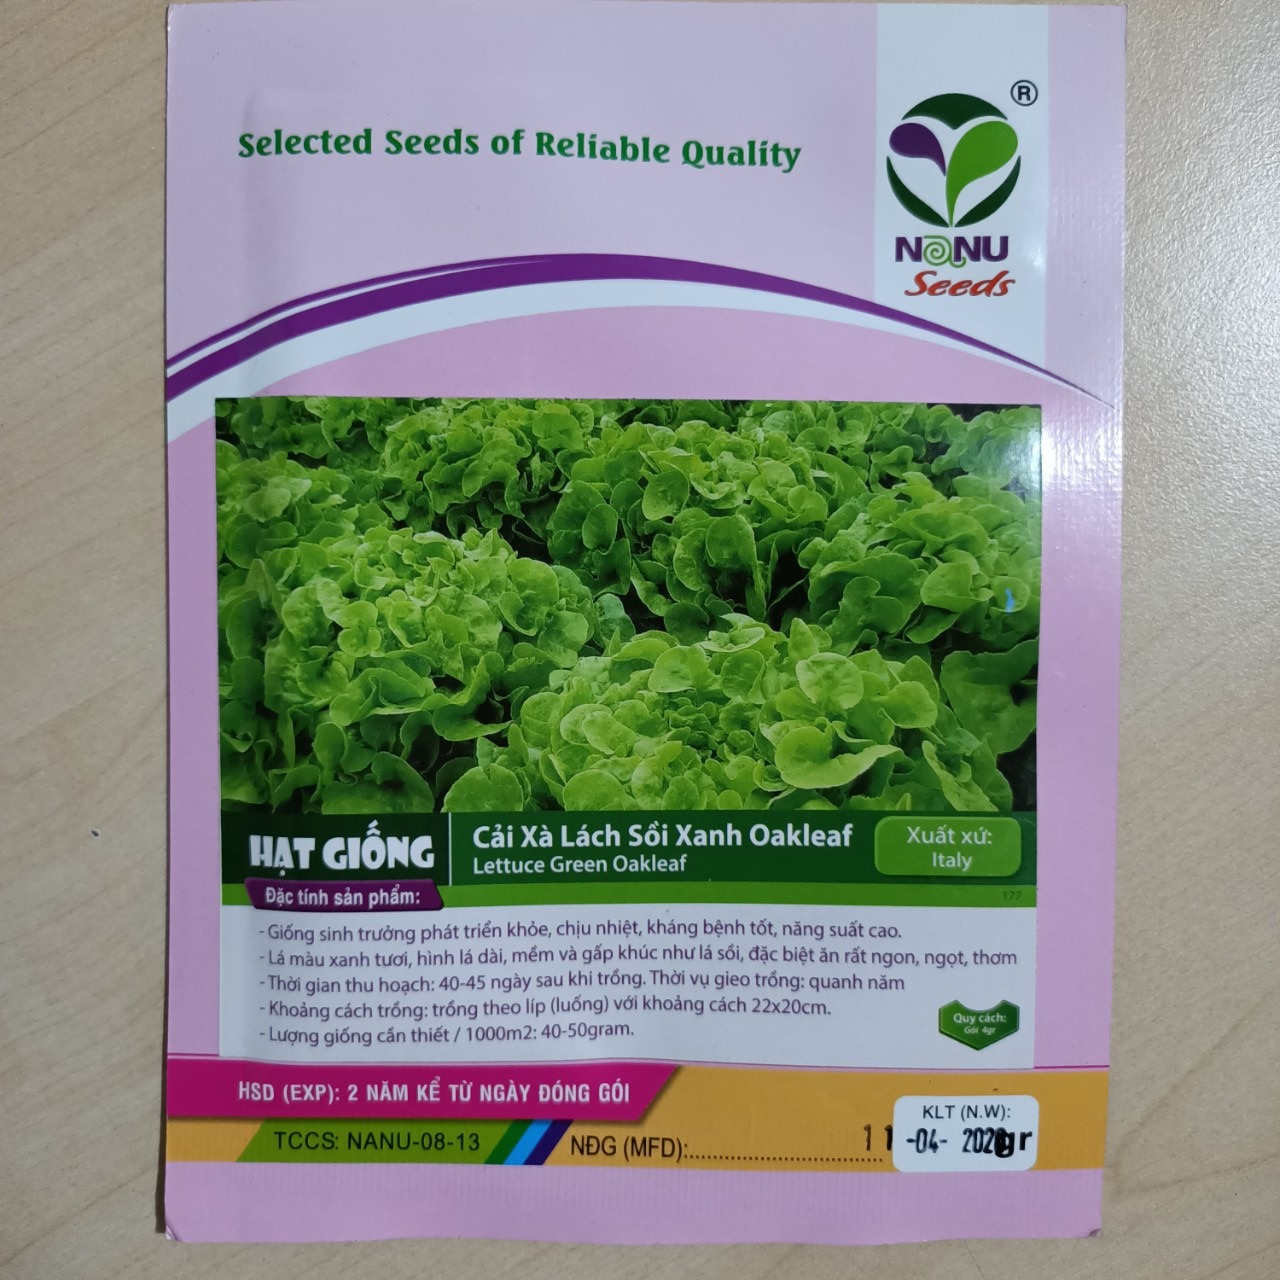 Selected Seeds of Reliable Quality
®
NaNU
Seeds
HẠT GIỐNG
Cải Xà Lách Sồi Xanh Oakleaf
Lettuce Green Oakleaf
Xuất xứ:
Italy
177
Đặc tính sản phẩm:
- Giống sinh trưởng phát triển khỏe, chịu nhiệt, kháng bệnh tốt, năng suất cao.
- Lá màu xanh tươi, hình lá dài, mềm và gấp khúc như lá sồi, đặc biệt ăn rất ngon, ngọt, thơm
- Thời gian thu hoạch: 40-45 ngày sau khi trồng. Thời vụ gieo trồng: quanh năm
- Khoảng cách trồng: trồng theo líp (luống) với khoảng cách 22x20cm.
- Lượng giống cần thiết / 1000m2: 40-50gram.
Quy cách:
Gói 4gr
HSD (EXP): 2 NĂM KỂ TỪ NGÀY ĐÓNG GÓI
KLT (N.W):
TCCS: NANU-08-13
NĐG (MFD):
11 -04- gr